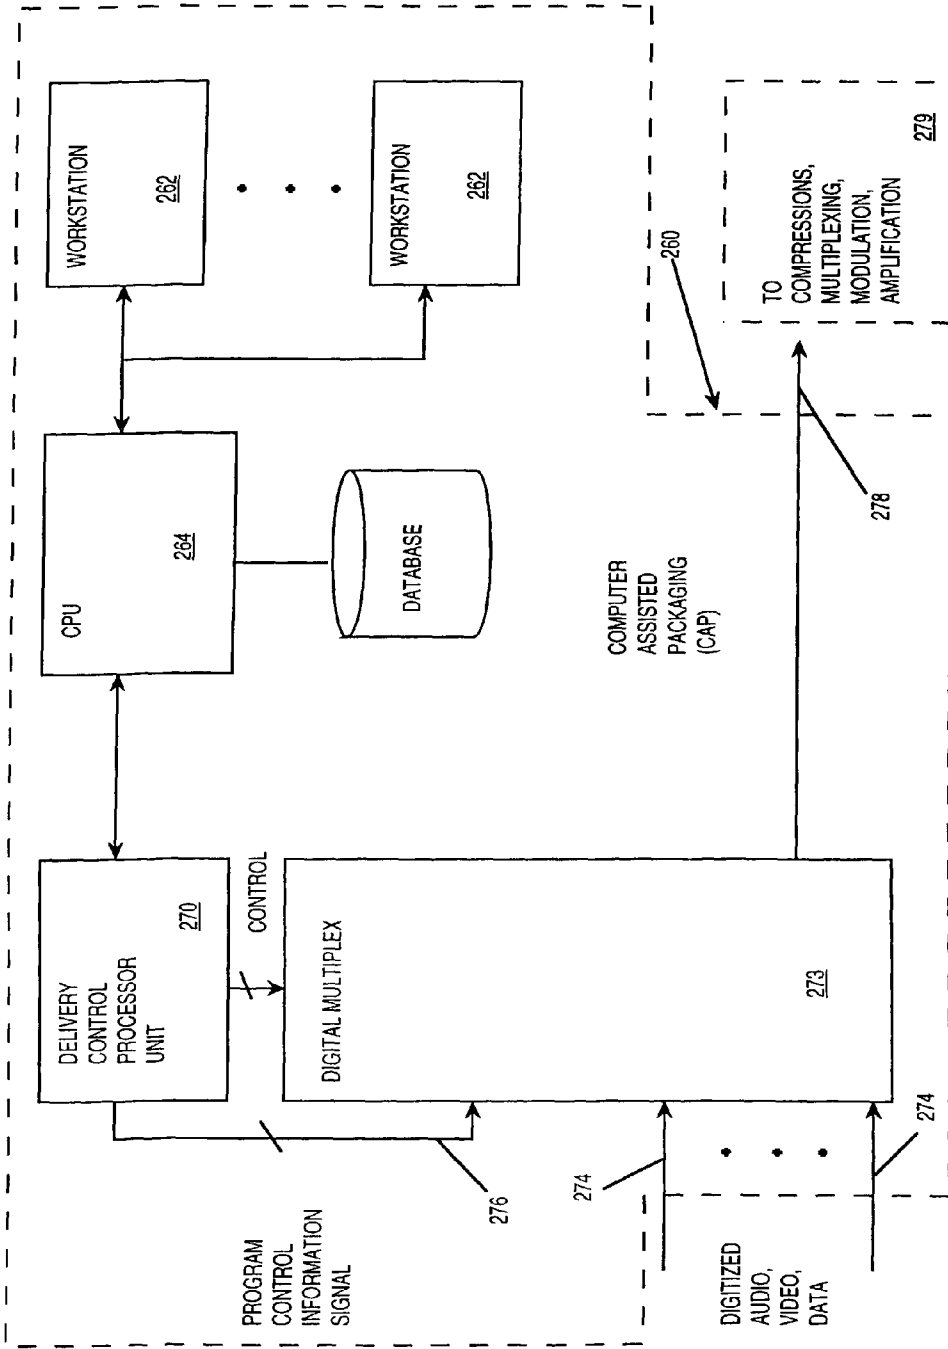 DELIVERY
CONTROL
PROCESSOR
UNIT
270
CPU
264
WORKSTATION
262
WORKSTATION
262
DATABASE
CONTROL
DIGITAL MULTIPLEX
273
PROGRAM
CONTROL
INFORMATION
SIGNAL
276
274
274
DIGITIZED
AUDIO,
VIDEO,
DATA
COMPUTER
ASSISTED
PACKAGING
(CAP)
260
278
TO
COMPRESSIONS,
MULTIPLEXING,
MODULATION,
AMPLIFICATION
279